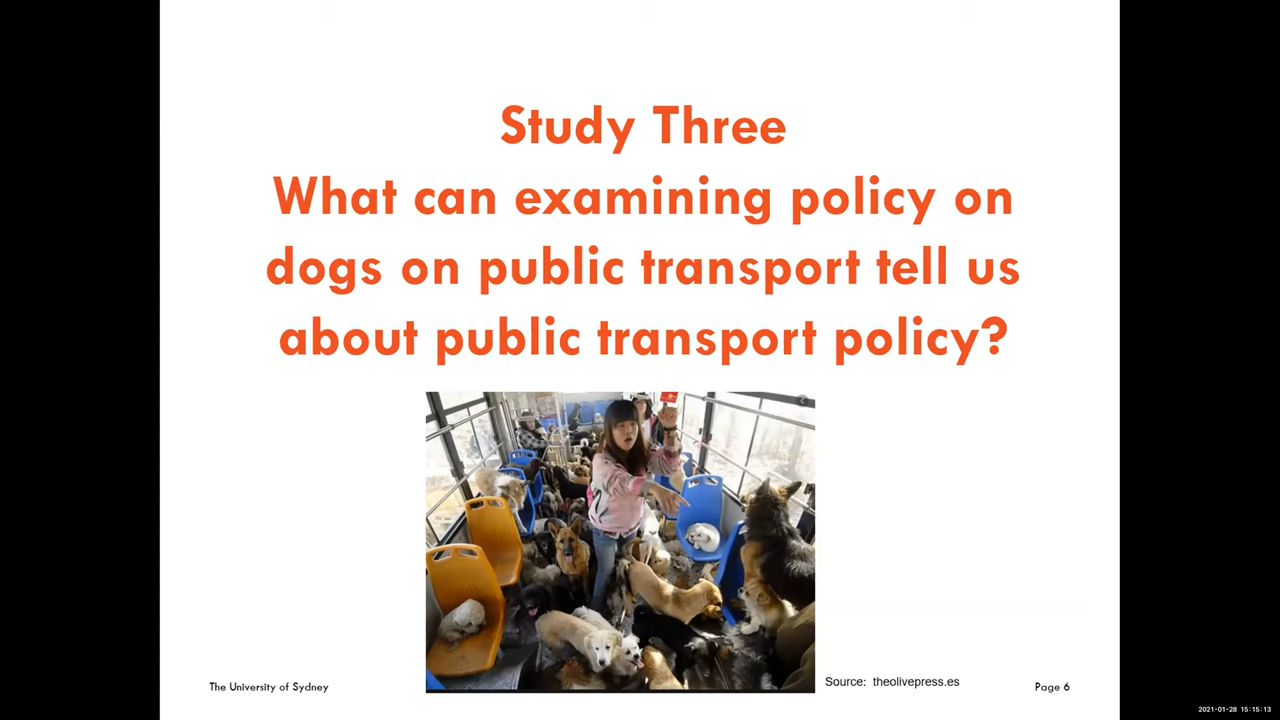 Study Three
What can examining policy on
dogs on public transport tell us
about public transport policy?
Source: theolivepress.es
The University of Sydney
Page 6
2021-01-28 15:15:13